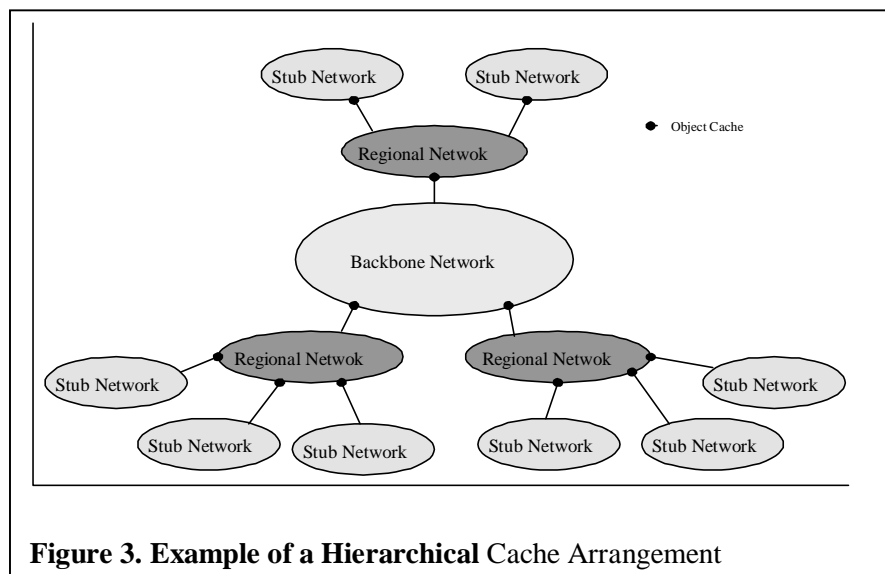 Stub Network
Stub Network
Object Cache
Regional Netwok
Backbone Network
Regional Netwok
Regional Netwok
Stub Network
Stub Network
Stub Network
Stub Network
Stub Network
Stub Network
Figure 3. Example of a Hierarchical Cache Arrangement